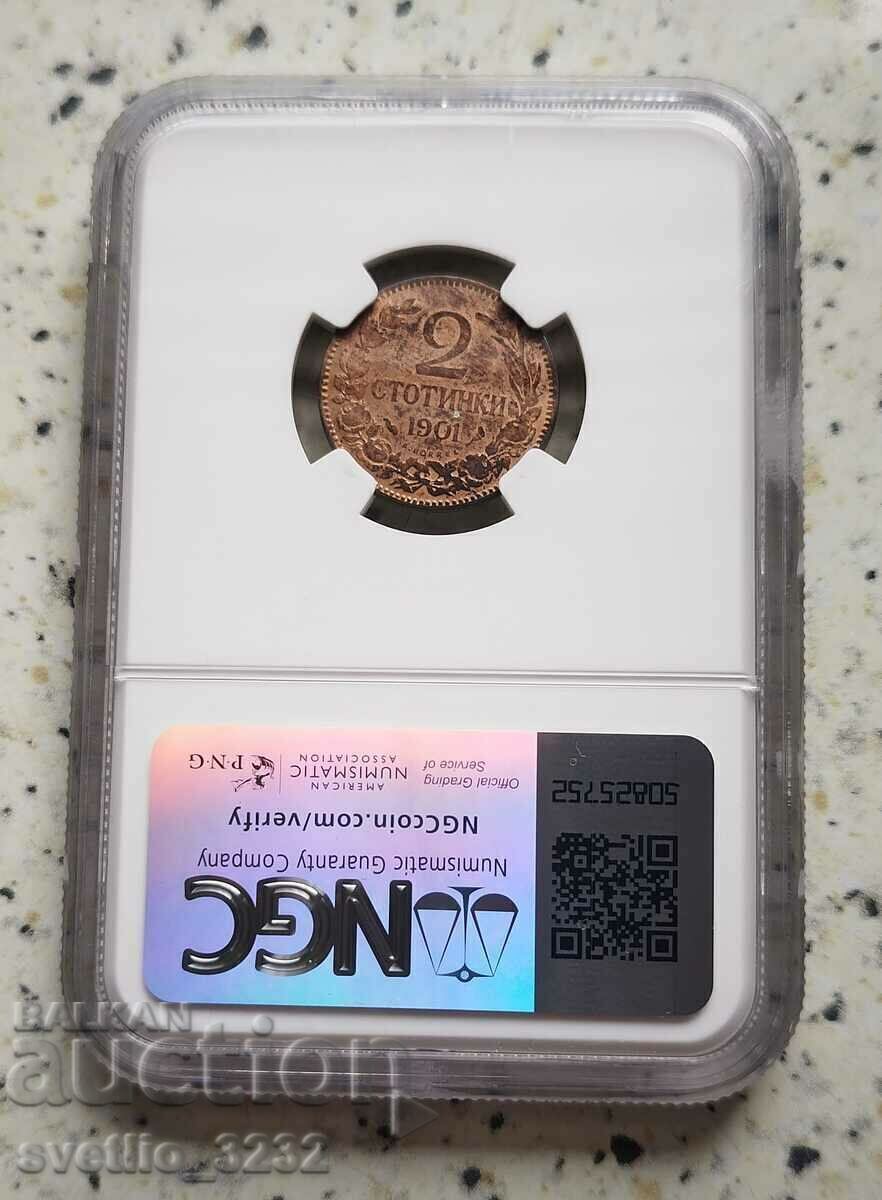 2
СТОТИНКИ
1901
A. BORREL
NGC
Numismatic Guaranty Company
NGCcoin.com/verify
Official Grading
Service of
AMERICAN
NUMISMATIC
ASSOCIATION
P·N·G
50825752
BALKAN
auction
svetlio_3232